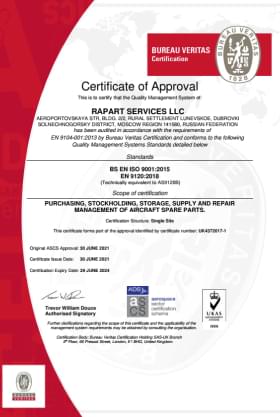 BUREAU VERITAS
Certification
BUREAU VERITAS
1828
Certificate of Approval
This is to certify that the Quality Management System of:
RAPART SERVICES LLC
AEROPORTOVSKAYA STR, BLDG. 2/2, RURAL SETTLEMENT LUNEVSKOE, DUBROVKI
SOLNECHNOGORSKY DISTRICT, MOSCOW REGION 141580, RUSSIAN FEDERATION
has been audited in accordance with the requirements of
EN 9104-001:2013 by Bureau Veritas Certification and conforms to the following
Quality Management Systems Standards detailed below
Standards
BS EN ISO 9001:2015
EN 9120:2018
(Technically equivalent to AS9120B)
Scope of certification
PURCHASING, STOCKHOLDING, STORAGE, SUPPLY AND REPAIR
MANAGEMENT OF AIRCRAFT SPARE PARTS.
Certification Structure: Single Site
This certificate forms part of the approval identified by certificate number: UK4372017-1
Original ASCS Approval: 30 JUNE 2021
Certificate Issue Date: 30 JUNE 2021
Certification Expiry Date: 29 JUNE 2024
Trevor William Douce
Authorised Signatory
ADS
ascs
aerospace
sector
certification
scheme
UKAS
MANAGEMENT
SYSTEMS
0008
Further clarifications regarding the scope of this certificate and the applicability of the
management system requirements may be obtained by consulting the organisation.
Certification Body: Bureau Veritas Certification Holding SAS-UK Branch
5th Floor, 66 Prescot Street, London, E1 8HG, United Kingdom
BUREAU VERITAS